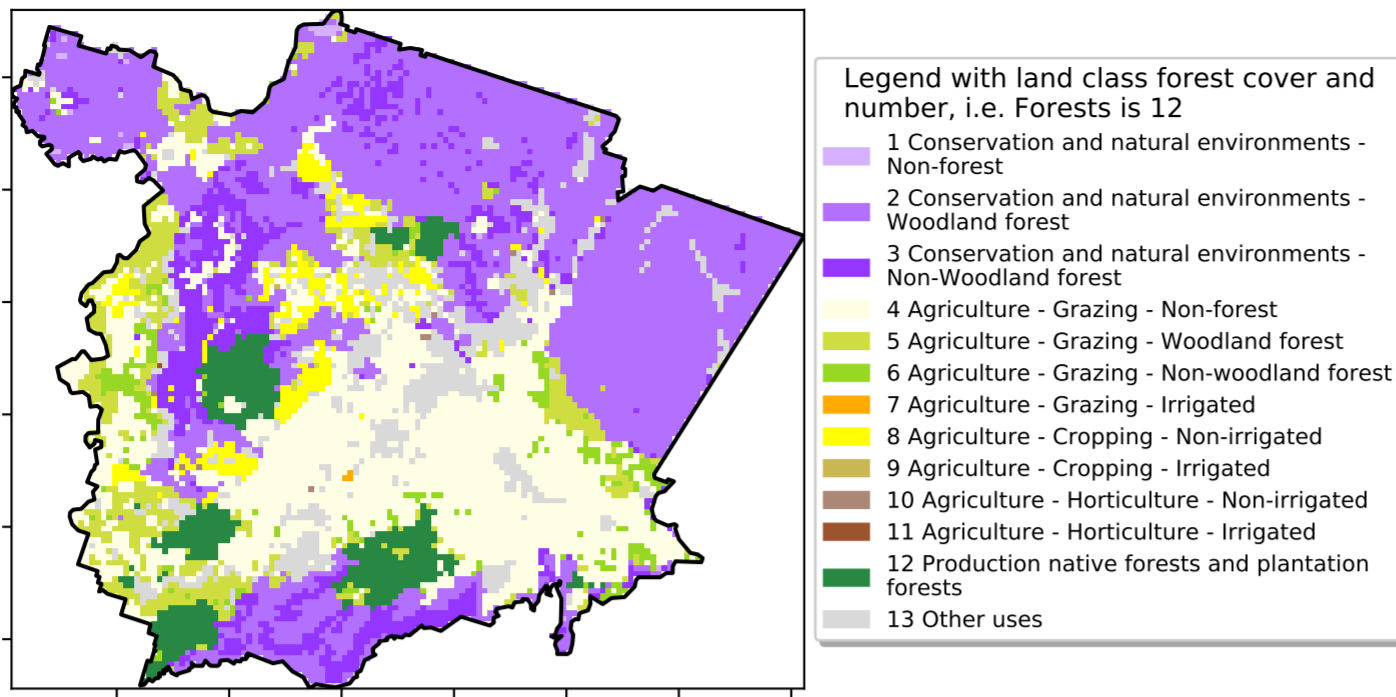 Legend with land class forest cover and
number, i.e. Forests is 12
1 Conservation and natural environments -
Non-forest
2 Conservation and natural environments -
Woodland forest
3 Conservation and natural environments -
Non-Woodland forest
4 Agriculture - Grazing - Non-forest
5 Agriculture - Grazing - Woodland forest
6 Agriculture - Grazing - Non-woodland forest
7 Agriculture - Grazing - Irrigated
8 Agriculture - Cropping - Non-irrigated
9 Agriculture - Cropping - Irrigated
10 Agriculture - Horticulture - Non-irrigated
11 Agriculture - Horticulture - Irrigated
12 Production native forests and plantation
forests
13 Other uses